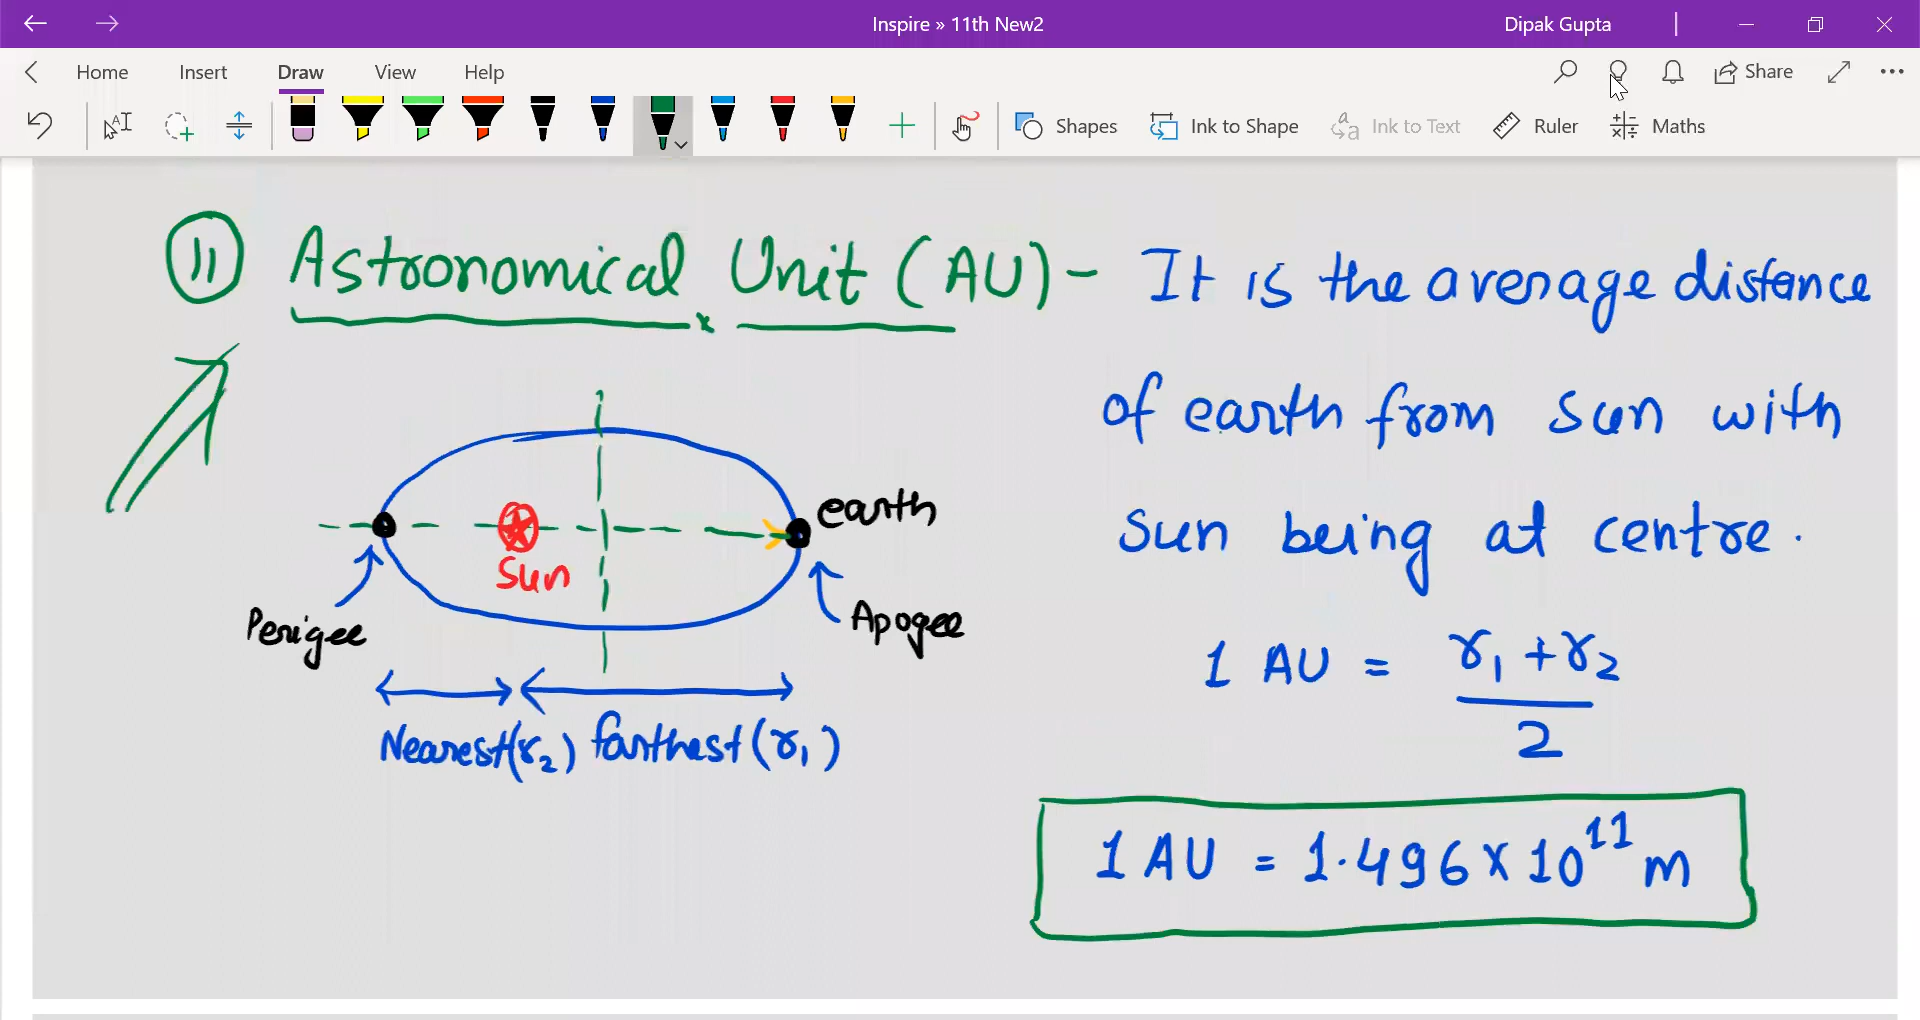 Inspire » 11th New2
Dipak Gupta
Home Insert Draw View Help
Share
Shapes Ink to Shape Ink to Text Ruler Maths
11 Astronomical Unit (AU) - It is the average distance
of earth from sun with
sun being at centre.
earth
Sun
Perigee
Apogee
Nearest (r2) farthest (r1)
1 AU = r1 + r2
2
1 AU = 1.496 x 10^11 m